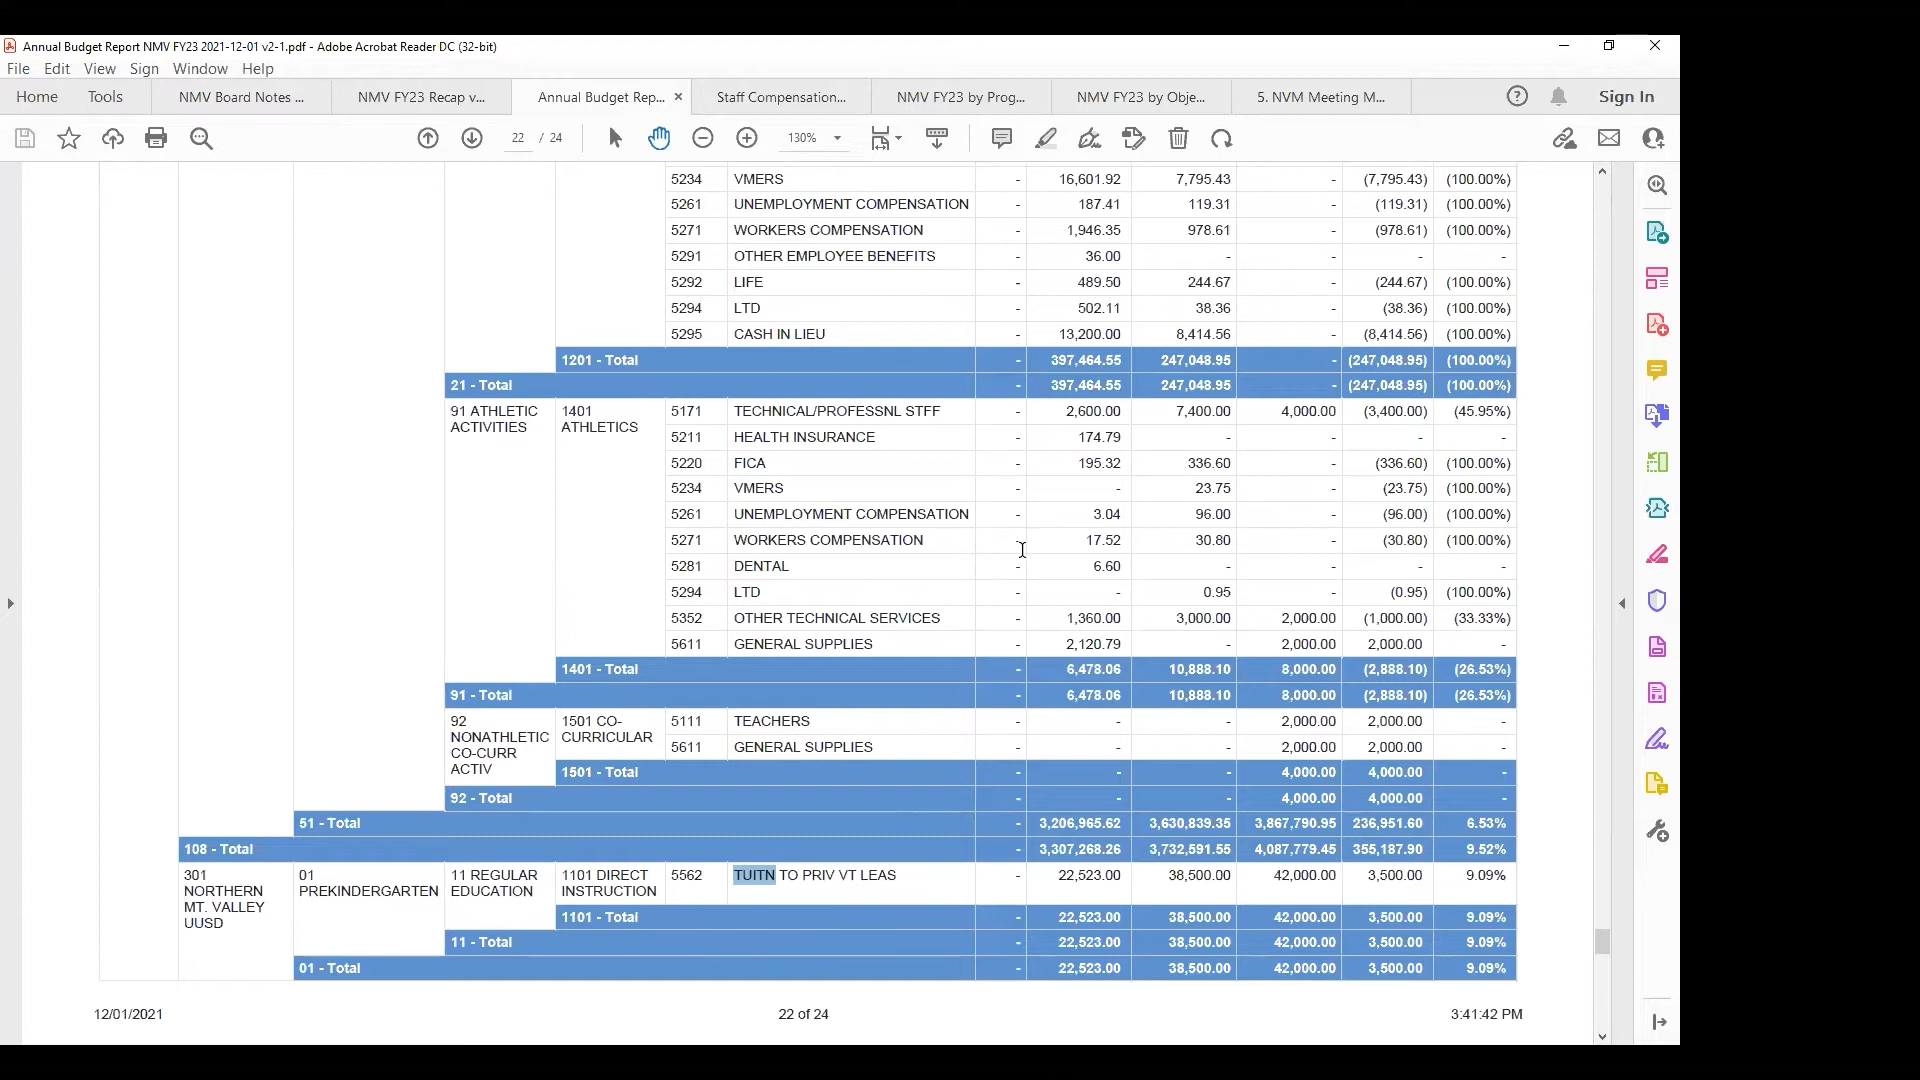 Annual Budget Report NMV FY23 2021-12-01 v2-1.pdf - Adobe Acrobat Reader DC (32-bit)
File Edit View Sign Window Help
Home Tools NMV Board Notes ... NMV FY23 Recap v... Annual Budget Rep... Staff Compensation... NMV FY23 by Prog... NMV FY23 by Obje... 5. NVM Meeting M... Sign In
22 / 24 130%
5234 VMERS - 16,601.92 7,795.43 - (7,795.43) (100.00%)
5261 UNEMPLOYMENT COMPENSATION - 187.41 119.31 - (119.31) (100.00%)
5271 WORKERS COMPENSATION - 1,946.35 978.61 - (978.61) (100.00%)
5291 OTHER EMPLOYEE BENEFITS - 36.00 - - - -
5292 LIFE - 489.50 244.67 - (244.67) (100.00%)
5294 LTD - 502.11 38.36 - (38.36) (100.00%)
5295 CASH IN LIEU - 13,200.00 8,414.56 - (8,414.56) (100.00%)
1201 - Total - 397,464.55 247,048.95 - (247,048.95) (100.00%)
21 - Total - 397,464.55 247,048.95 - (247,048.95) (100.00%)
91 ATHLETIC 1401 5171 TECHNICAL/PROFESSNL STFF - 2,600.00 7,400.00 4,000.00 (3,400.00) (45.95%)
ACTIVITIES ATHLETICS
5211 HEALTH INSURANCE - 174.79 - - - -
5220 FICA - 195.32 336.60 - (336.60) (100.00%)
5234 VMERS - - 23.75 - (23.75) (100.00%)
5261 UNEMPLOYMENT COMPENSATION - 3.04 96.00 - (96.00) (100.00%)
5271 WORKERS COMPENSATION - 17.52 30.80 - (30.80) (100.00%)
5281 DENTAL - 6.60 - - - -
5294 LTD - - 0.95 - (0.95) (100.00%)
5352 OTHER TECHNICAL SERVICES - 1,360.00 3,000.00 2,000.00 (1,000.00) (33.33%)
5611 GENERAL SUPPLIES - 2,120.79 - 2,000.00 2,000.00 -
1401 - Total - 6,478.06 10,888.10 8,000.00 (2,888.10) (26.53%)
91 - Total - 6,478.06 10,888.10 8,000.00 (2,888.10) (26.53%)
92 1501 CO- 5111 TEACHERS - - - 2,000.00 2,000.00 -
NONATHLETIC CURRICULAR
5611 GENERAL SUPPLIES - - - 2,000.00 2,000.00 -
CO-CURR
ACTIV
1501 - Total - - - 4,000.00 4,000.00 -
92 - Total - - - 4,000.00 4,000.00 -
51 - Total - 3,206,965.62 3,630,839.35 3,867,790.95 236,951.60 6.53%
108 - Total - 3,307,268.26 3,732,591.55 4,087,779.45 355,187.90 9.52%
301 01 11 REGULAR 1101 DIRECT 5562 TUITN TO PRIV VT LEAS - 22,523.00 38,500.00 42,000.00 3,500.00 9.09%
NORTHERN PREKINDERGARTEN EDUCATION INSTRUCTION
MT. VALLEY
UUSD
1101 - Total - 22,523.00 38,500.00 42,000.00 3,500.00 9.09%
11 - Total - 22,523.00 38,500.00 42,000.00 3,500.00 9.09%
01 - Total - 22,523.00 38,500.00 42,000.00 3,500.00 9.09%
12/01/2021 22 of 24 3:41:42 PM